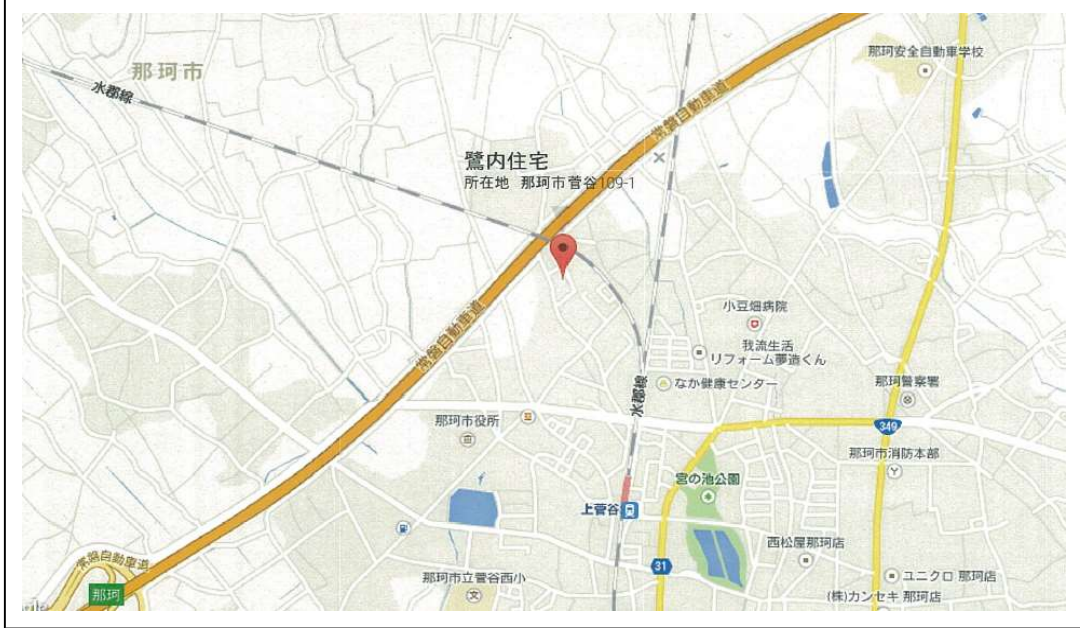 那珂安全自動車学校
那珂市
水郡線
常磐自動車道
鷺内住宅
所在地 那珂市菅谷109-1
小豆畑病院
我流生活
リフォーム夢造くん
常磐自動車道
なか健康センター
那珂警察署
水郡線
那珂市役所
349
那珂市消防本部
宮の池公園
上菅谷
西松屋那珂店
常磐自動車道
31
那珂市立菅谷西小
ユニクロ 那珂店
那珂
(株)カンセキ 那珂店